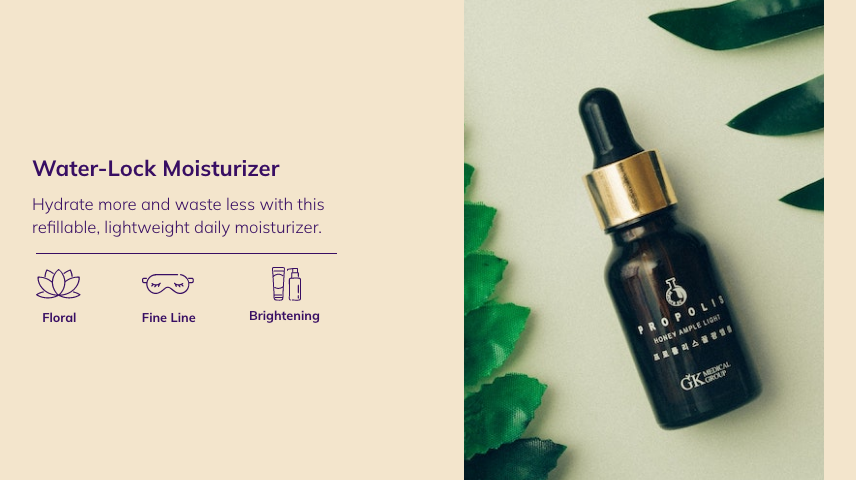 Water-Lock Moisturizer
Hydrate more and waste less with this
refillable, lightweight daily moisturizer.
Floral
Fine Line
Brightening
PROPOLIS
HONEY AMPLE LIGHT
GK MEDICAL
GROUP